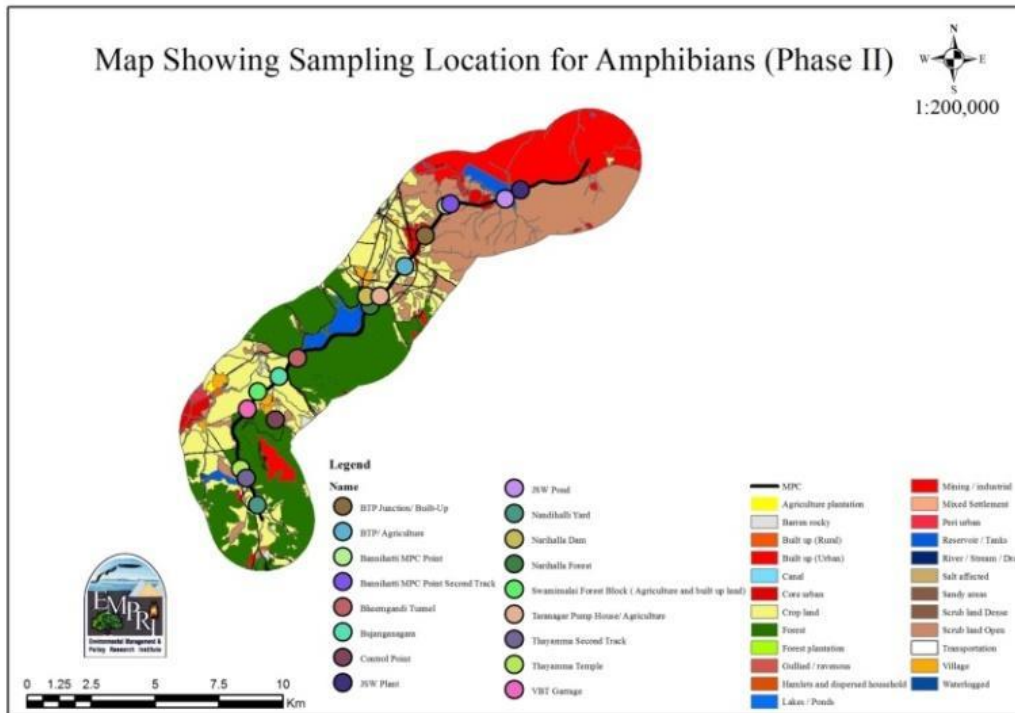 Map Showing Sampling Location for Amphibians (Phase II)
N
W E
S
1:200,000
Legend
Name
BTP Junction/ Built-Up
BTP/ Agriculture
Bannihatti MPC Point
Bannihatti MPC Point Second Track
Bheemgandi Tunnel
Bujanganagara
Control Point
JSW Plant
JSW Pond
Nandihalli Yard
Narihalla Dam
Narihalla Forest
Swamimalai Forest Block ( Agriculture and built up land)
Taranagar Pump House/ Agriculture
Thayamma Second Track
Thayamma Temple
VBT Garrage
MPC
Agriculture plantation
Barren rocky
Built up (Rural)
Built up (Urban)
Canal
Core urban
Crop land
Forest
Forest plantation
Gullied / ravenous
Hamlets and dispersed household
Lakes / Ponds
Mining / industrial
Mixed Settlement
Peri urban
Reservoir / Tanks
River / Stream / Dra
Salt affected
Sandy areas
Scrub land Dense
Scrub land Open
Transportation
Village
Waterlogged
EMPRI
Environmental Management &
Policy Research Institute
0 1.25 2.5 5 7.5 10
Km